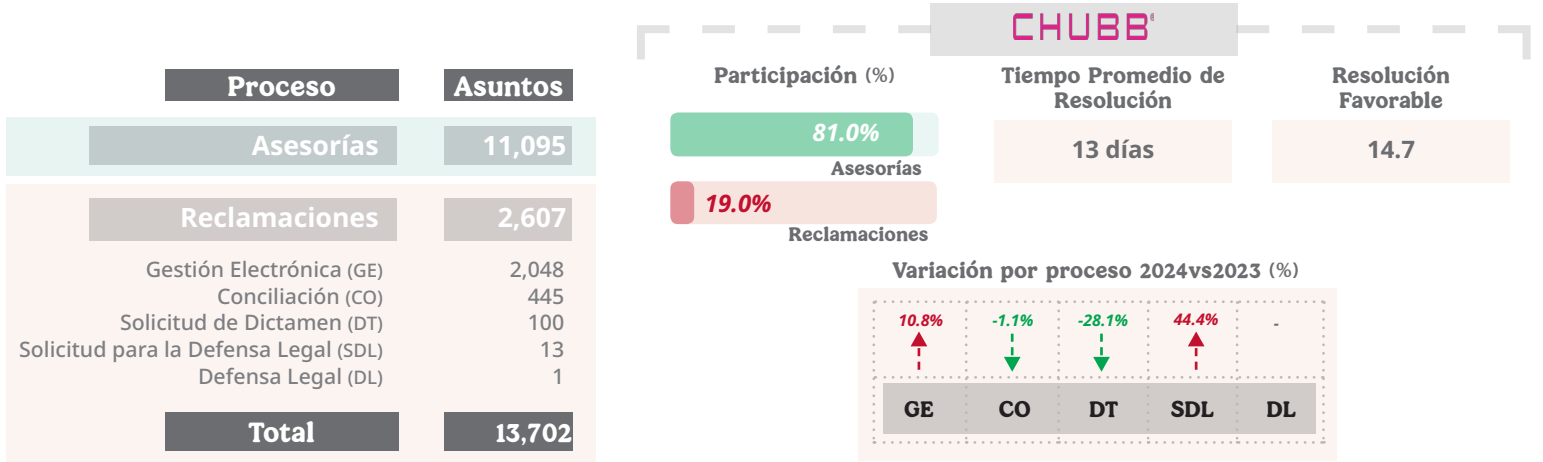 Proceso Asuntos
Asesorías 11,095
Reclamaciones 2,607
Gestión Electrónica (GE) 2,048
Conciliación (CO) 445
Solicitud de Dictamen (DT) 100
Solicitud para la Defensa Legal (SDL) 13
Defensa Legal (DL) 1
Total 13,702
CHUBB®
Participación (%)
81.0%
Asesorías
19.0%
Reclamaciones
Tiempo Promedio de
Resolución
13 días
Resolución
Favorable
14.7
Variación por proceso 2024vs2023 (%)
10.8% -1.1% -28.1% 44.4% -
GE CO DT SDL DL